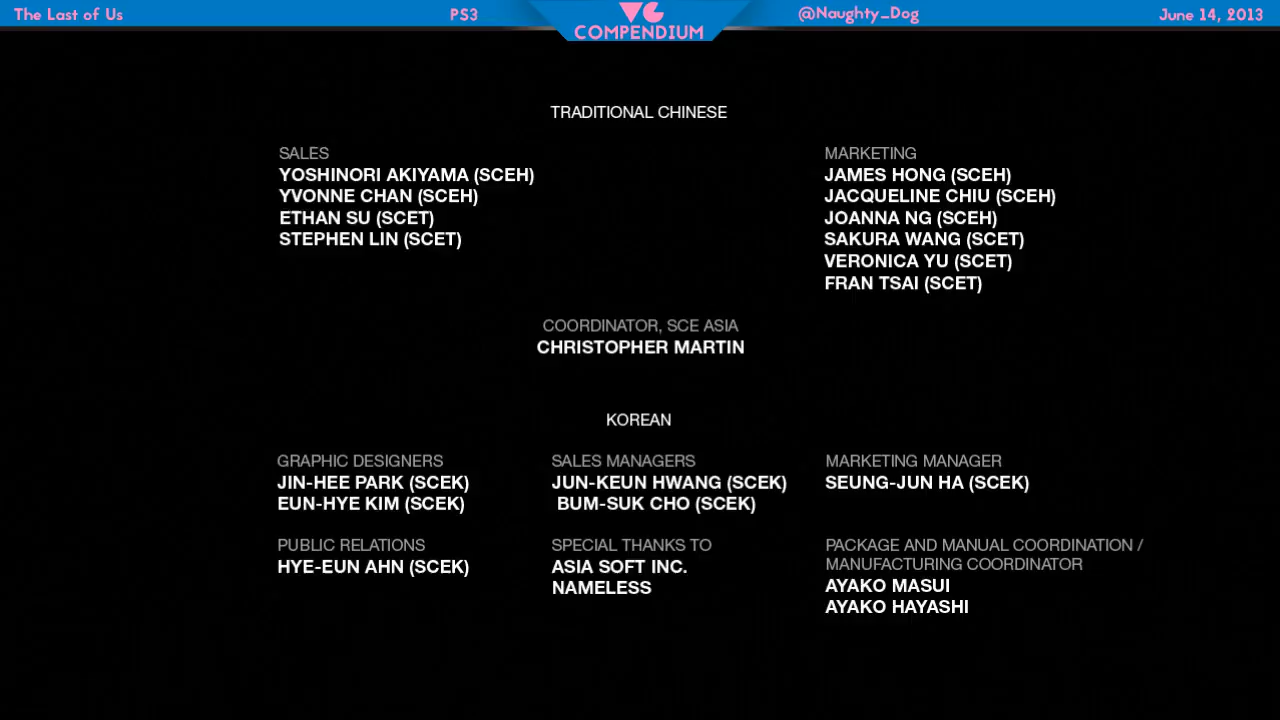 The Last of Us
PS3
VG
COMPENDIUM
@Naughty_Dog
June 14, 2013
TRADITIONAL CHINESE
SALES
YOSHINORI AKIYAMA (SCEH)
YVONNE CHAN (SCEH)
ETHAN SU (SCET)
STEPHEN LIN (SCET)
MARKETING
JAMES HONG (SCEH)
JACQUELINE CHIU (SCEH)
JOANNA NG (SCEH)
SAKURA WANG (SCET)
VERONICA YU (SCET)
FRAN TSAI (SCET)
COORDINATOR, SCE ASIA
CHRISTOPHER MARTIN
KOREAN
GRAPHIC DESIGNERS
JIN-HEE PARK (SCEK)
EUN-HYE KIM (SCEK)
SALES MANAGERS
JUN-KEUN HWANG (SCEK)
BUM-SUK CHO (SCEK)
MARKETING MANAGER
SEUNG-JUN HA (SCEK)
PUBLIC RELATIONS
HYE-EUN AHN (SCEK)
SPECIAL THANKS TO
ASIA SOFT INC.
NAMELESS
PACKAGE AND MANUAL COORDINATION /
MANUFACTURING COORDINATOR
AYAKO MASUI
AYAKO HAYASHI